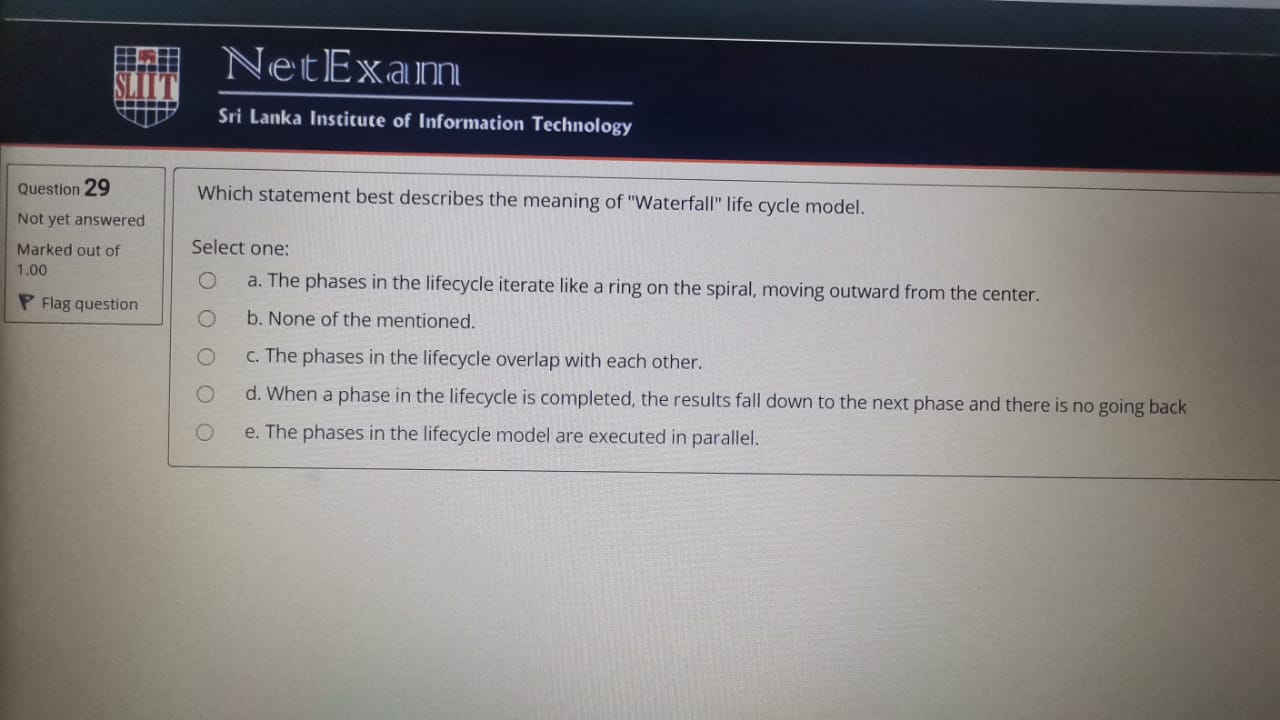 SLIIT
NetExam
Sri Lanka Institute of Information Technology
Question 29
Not yet answered
Marked out of
1.00
Flag question
Which statement best describes the meaning of "Waterfall" life cycle model.
Select one:
a. The phases in the lifecycle iterate like a ring on the spiral, moving outward from the center.
b. None of the mentioned.
c. The phases in the lifecycle overlap with each other.
d. When a phase in the lifecycle is completed, the results fall down to the next phase and there is no going back
e. The phases in the lifecycle model are executed in parallel.